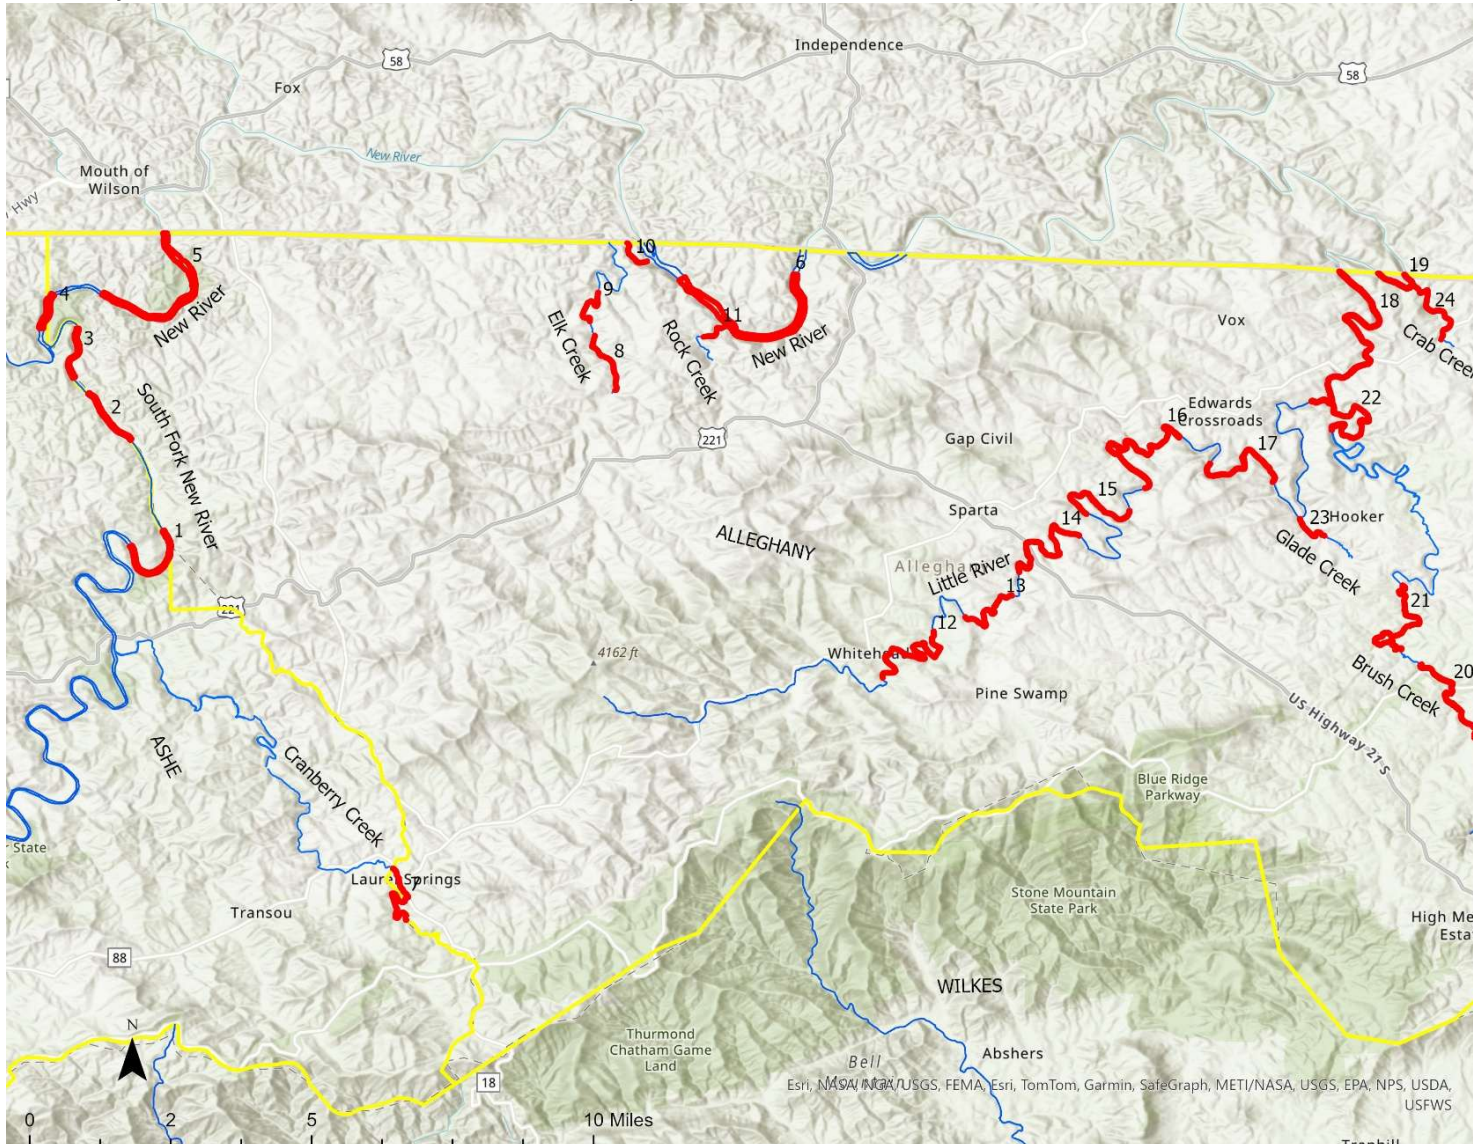 Independence
58
58
Fox
New River
Mouth of
Wilson
Hwy
5
10
6
19
4
9
18
24
3
11
New River
Vox
Crab Creek
8
Elk Creek
Rock Creek
New River
2
Edwards
Crossroads
22
16
South Fork New River
221
Gap Civil
17
15
Sparta
14
23
Hooker
1
ALLEGHANY
Glade Creek
Little River
13
21
221
12
Whitehead
4162 ft
Brush Creek
20
Pine Swamp
US Highway 21 S
ASHE
Cranberry Creek
Blue Ridge
Parkway
State
Laurel Springs
7
Stone Mountain
State Park
Transou
High Me
Esta
88
WILKES
N
Thurmond
Chatham Game
Land
Abshers
Bell
Mountain
18
Esri, NASA, NGA, USGS, FEMA, Esri, TomTom, Garmin, SafeGraph, METI/NASA, USGS, EPA, NPS, USDA,
USFWS
0 2 5 10 Miles